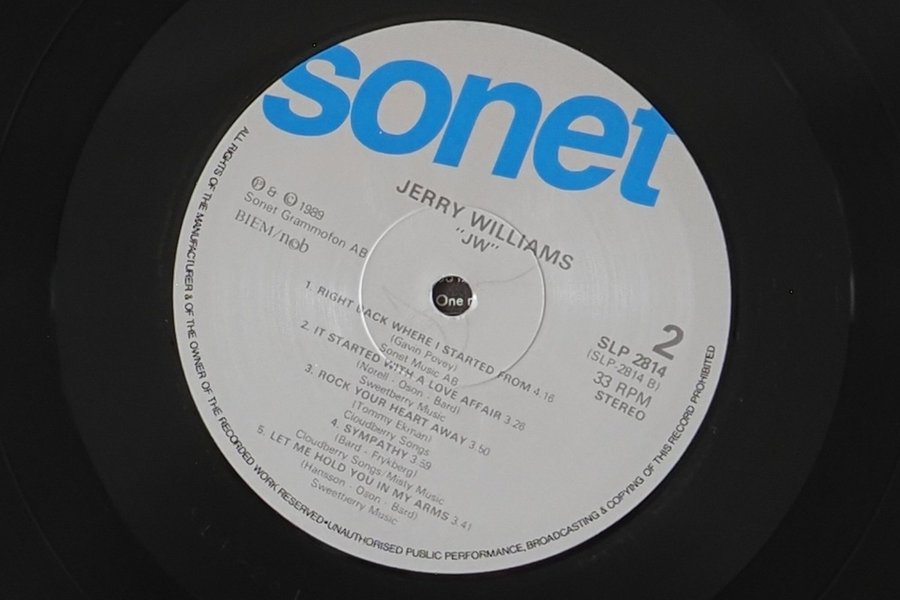 sonet
JERRY WILLIAMS
"JW"
Ⓟ & © 1989
Sonet Grammofon AB
BIEM/n©b
2
SLP 2814
(SLP-2814 B)
33 RPM
STEREO
One
1. RIGHT BACK WHERE I STARTED FROM 4.16
(Gavin Povey)
Sonet Music AB
2. IT STARTED WITH A LOVE AFFAIR 3.26
(Norell · Oson · Bard)
Sweetberry Music
3. ROCK YOUR HEART AWAY 3.50
(Tommy Ekman)
Cloudberry Songs
4. SYMPATHY 3.59
(Bard · Frykberg)
Cloudberry Songs/Misty Music
5. LET ME HOLD YOU IN MY ARMS 3.41
(Hansson · Oson · Bard)
Sweetberry Music
ALL RIGHTS OF THE MANUFACTURER & OF THE OWNER OF THE RECORDED WORK RESERVED•UNAUTHORISED PUBLIC PERFORMANCE, BROADCASTING & COPYING OF THIS RECORD PROHIBITED